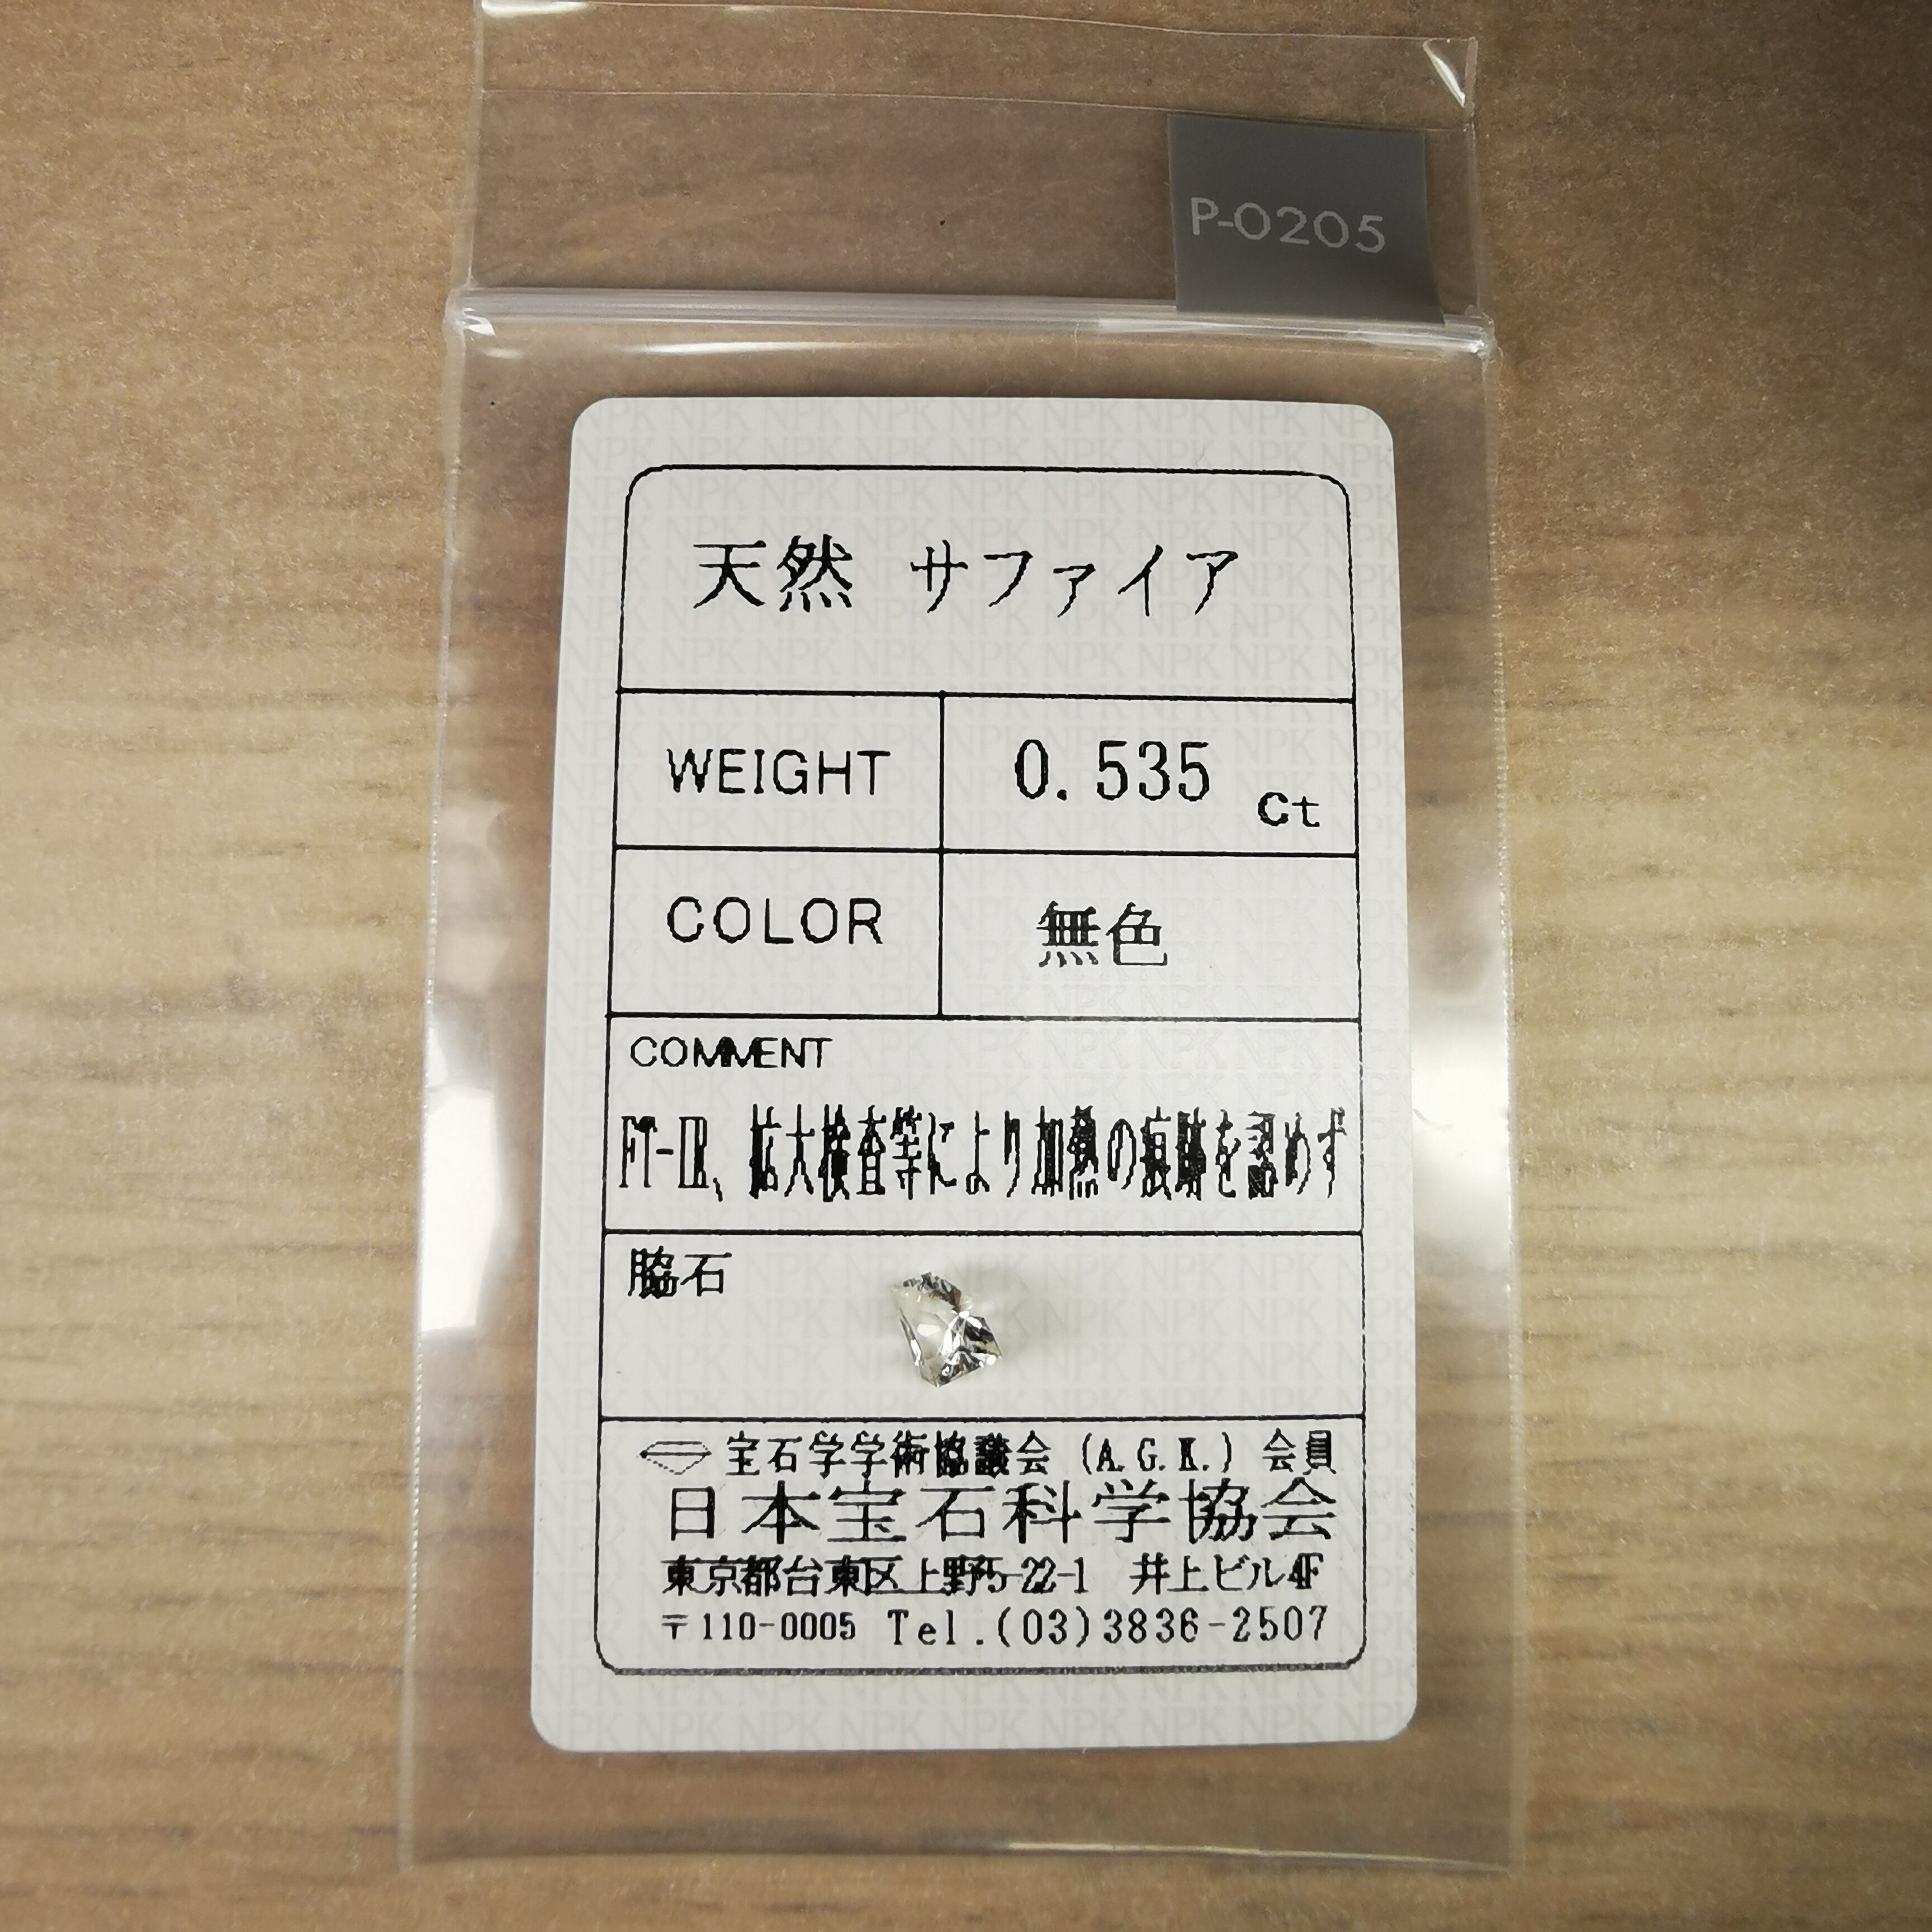 P-0205
天然 サファイア
WEIGHT 0.535 ct
COLOR 無色
COMMENT
FT-IR、拡大検査等により加熱の痕跡を認めず
脇石
宝石学学術協議会 (A.G.K.) 会員
日本宝石科学協会
東京都台東区上野5-22-1 井上ビル4F
〒110-0005 Tel.(03)3836-2507